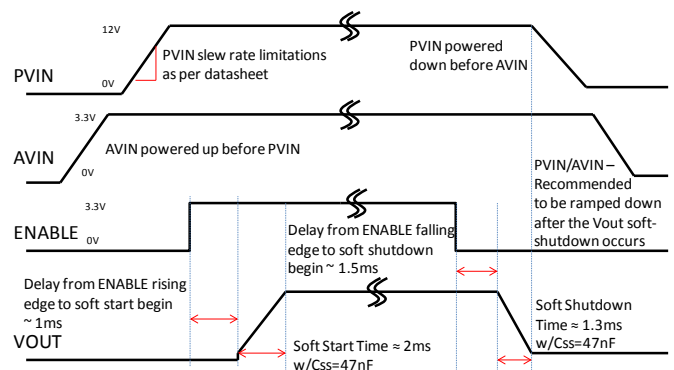 12V
PVIN
0V
PVIN slew rate limitations
as per datasheet
PVIN powered
down before AVIN
3.3V
AVIN
0V
AVIN powered up before PVIN
PVIN/AVIN –
Recommended
to be ramped down
after the Vout soft-
shutdown occurs
3.3V
ENABLE
0V
Delay from ENABLE falling
edge to soft shutdown
begin ~ 1.5ms
Delay from ENABLE rising
edge to soft start begin
~ 1ms
VOUT
Soft Start Time ≈ 2ms
w/Css=47nF
Soft Shutdown
Time ≈ 1.3ms
w/Css=47nF